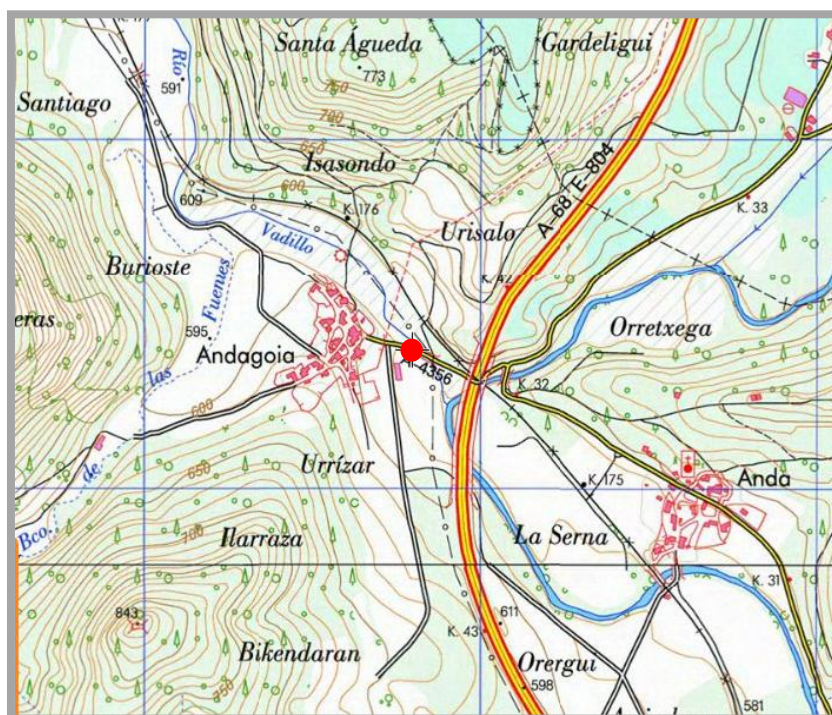 K. 177
Río
591
Santa Águeda
773
750
700
650
Gardeligui
Santiago
Isasondo
600
609
K. 176
Vadillo
Urisalo
A-68 E-804
K. 33
K. 42
Burioste
Fuenes
las
595
Orretxega
eras
Andagoia
4356
K. 32
600
650
Urrízar
de
Bco.
700
K. 175
Anda
Ilarraza
La Serna
K. 31
843
611
K. 43
Bikendaran
Orergui
598
750
581